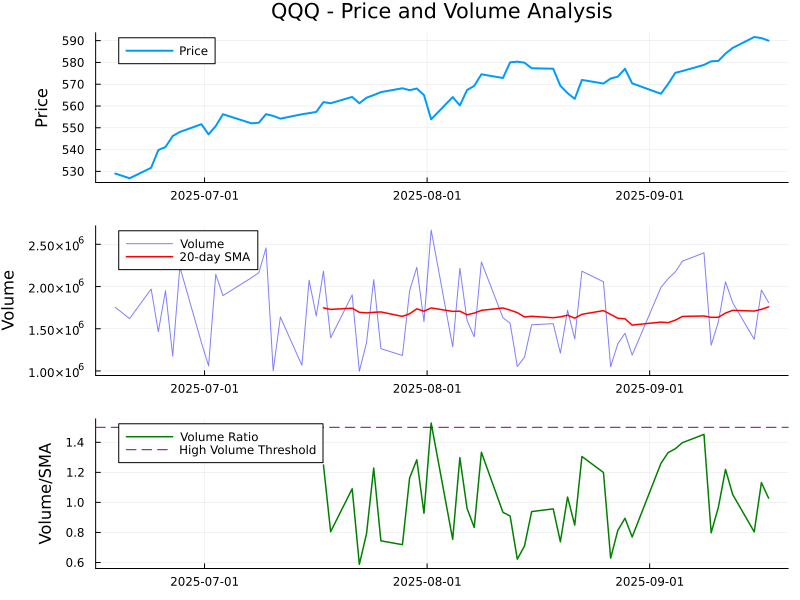 QQQ - Price and Volume Analysis
Price
590
580
570
560
550
540
530
Price
2025-07-01 2025-08-01 2025-09-01
Volume
2.50×10⁶
2.00×10⁶
1.50×10⁶
1.00×10⁶
Volume
20-day SMA
2025-07-01 2025-08-01 2025-09-01
Volume/SMA
1.4
1.2
1.0
0.8
0.6
Volume Ratio
High Volume Threshold
2025-07-01 2025-08-01 2025-09-01